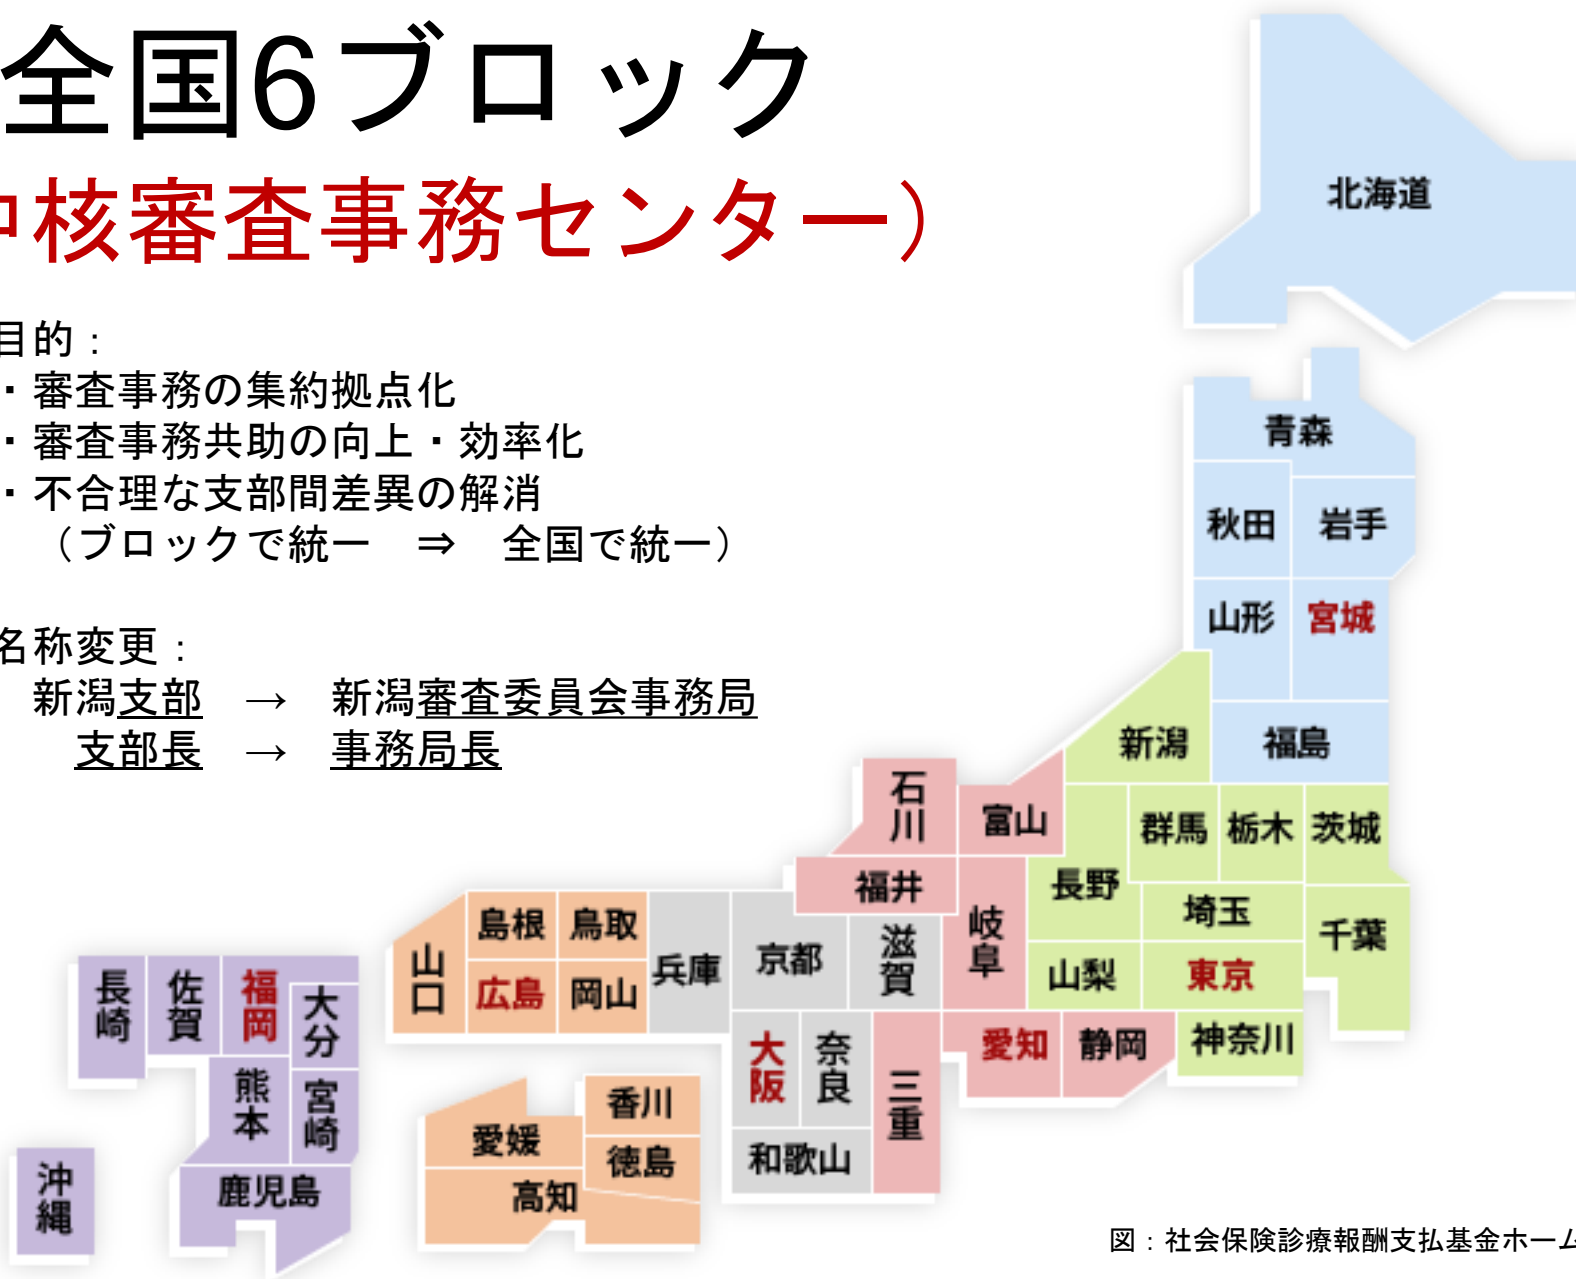 全国6ブロック
中核審査事務センター）
目的：
・審査事務の集約拠点化
・審査事務共助の向上・効率化
・不合理な支部間差異の解消
（ブロックで統一　⇒　全国で統一）
名称変更：
新潟支部　→　新潟審査委員会事務局
支部長　→　事務局長
北海道
青森
秋田
岩手
山形
宮城
新潟
福島
石川
富山
群馬
栃木
茨城
福井
長野
埼玉
千葉
岐阜
山梨
東京
神奈川
島根
鳥取
山口
広島
岡山
兵庫
京都
滋賀
大阪
奈良
三重
愛知
静岡
和歌山
長崎
佐賀
福岡
大分
熊本
宮崎
鹿児島
沖縄
香川
愛媛
徳島
高知
図：社会保険診療報酬支払基金ホーム